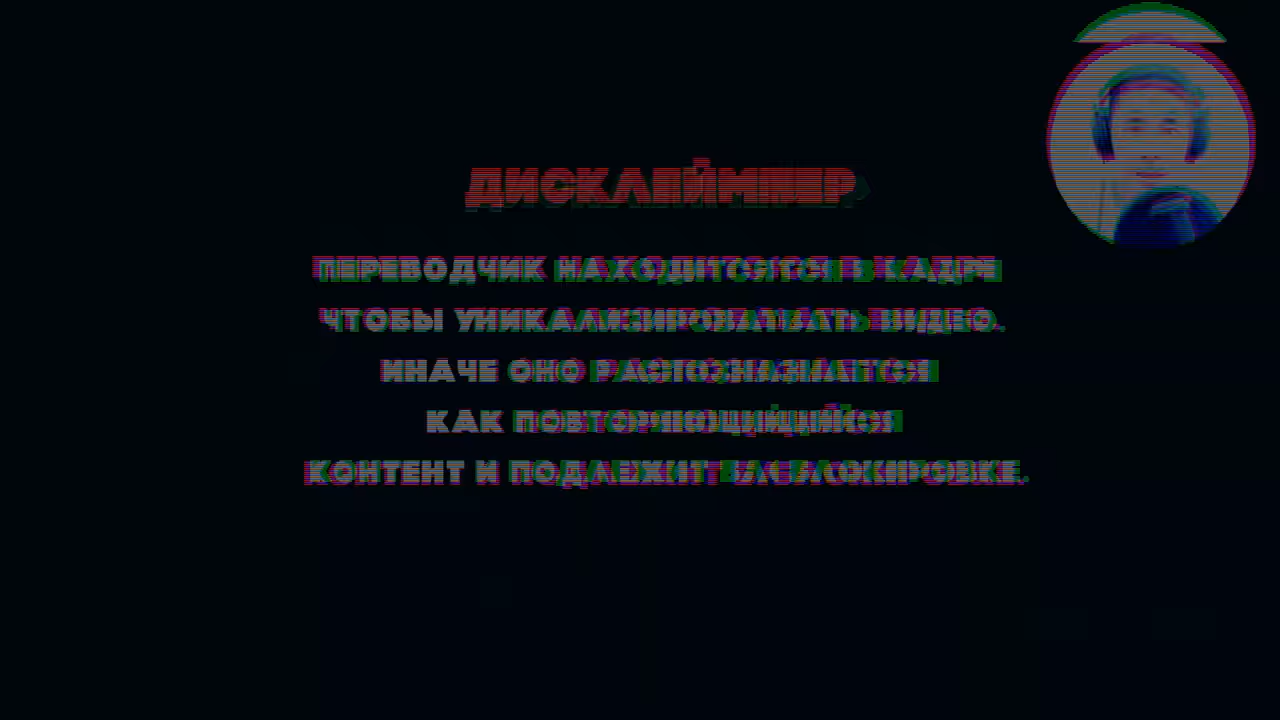 ДИСКЛЕЙМЕР
ПЕРЕВОДЧИК НАХОДИТСЯ В КАДРЕ
ЧТОБЫ УНИКАЛИЗИРОВАТЬ ВИДЕО.
ИНАЧЕ ОНО РАСПОЗНАЕТСЯ
КАК ПОВТОРЯЮЩИЙСЯ
КОНТЕНТ И ПОДЛЕЖИТ БЛОКИРОВКЕ.